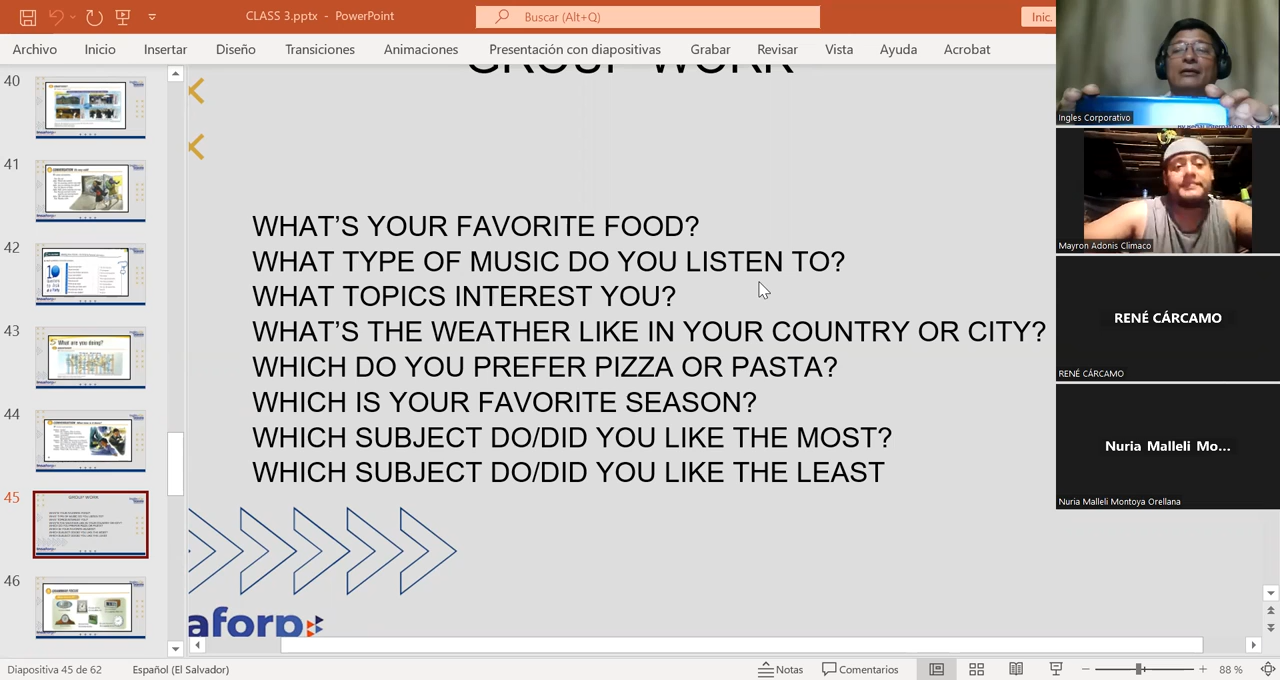 CLASS 3.pptx - PowerPoint
Buscar (Alt+Q)
Inic.
Archivo Inicio Insertar Diseño Transiciones Animaciones Presentación con diapositivas Grabar Revisar Vista Ayuda Acrobat
40
41
42
43
What are you doing?
44
45
GROUP WORK
46
GROUP WORK
WHAT'S YOUR FAVORITE FOOD?
WHAT TYPE OF MUSIC DO YOU LISTEN TO?
WHAT TOPICS INTEREST YOU?
WHAT'S THE WEATHER LIKE IN YOUR COUNTRY OR CITY?
WHICH DO YOU PREFER PIZZA OR PASTA?
WHICH IS YOUR FAVORITE SEASON?
WHICH SUBJECT DO/DID YOU LIKE THE MOST?
WHICH SUBJECT DO/DID YOU LIKE THE LEAST
aforp
Ingles Corporativo
Mayron Adonis Climaco
RENÉ CÁRCAMO
RENÉ CÁRCAMO
Nuria Malleli Mo...
Nuria Malleli Montoya Orellana
Diapositiva 45 de 62 Español (El Salvador) Notas Comentarios 88 %